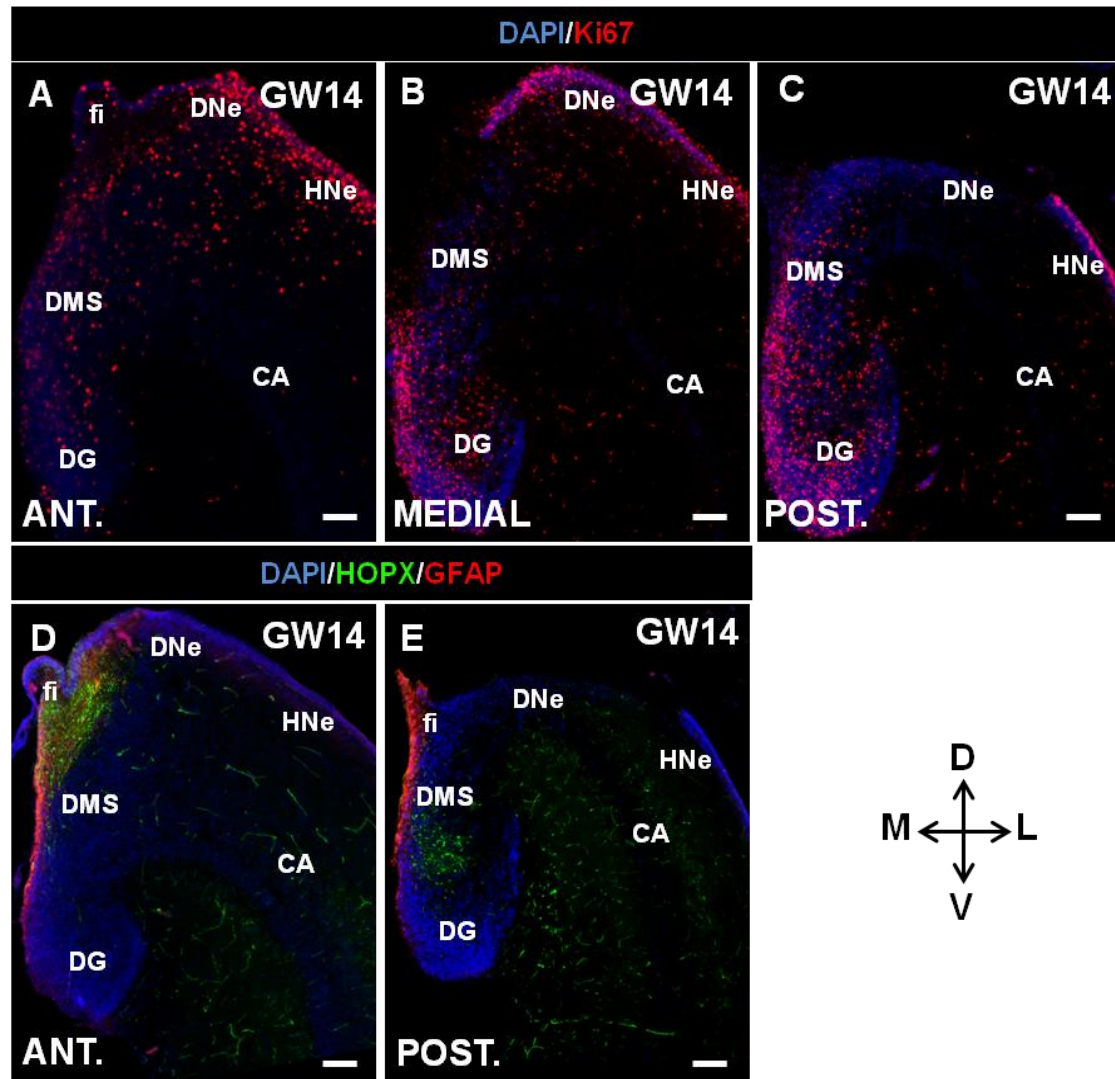 DAPI/Ki67
A
fi
DNe
GW14
HNe
DMS
CA
DG
ANT.
B
DNe
GW14
HNe
DMS
CA
DG
MEDIAL
C
GW14
DNe
DMS
HNe
CA
DG
POST.
DAPI/HOPX/GFAP
D
GW14
DNe
fi
HNe
DMS
CA
DG
ANT.
E
GW14
fi
DNe
HNe
DMS
CA
DG
POST.
D
M L
V